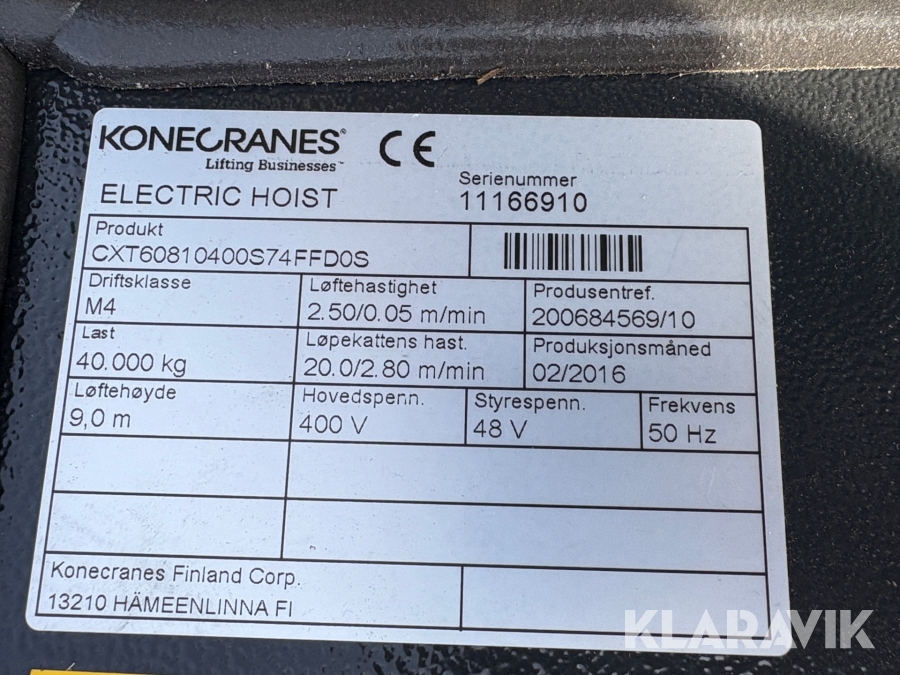 KONECRANES®
Lifting Businesses™
CE
ELECTRIC HOIST
Serienummer
11166910
Produkt
CXT60810400S74FFD0S
Driftsklasse
M4
Løftehastighet
2.50/0.05 m/min
Produsentref.
200684569/10
Last
40.000 kg
Løpekattens hast.
20.0/2.80 m/min
Produksjonsmåned
02/2016
Løftehøyde
9,0 m
Hovedspenn.
400 V
Styrespenn.
48 V
Frekvens
50 Hz
Konecranes Finland Corp.
13210 HÄMEENLINNA FI
KLARAVIK